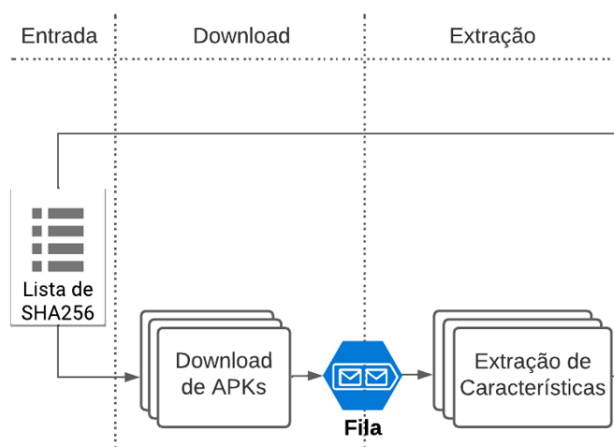 Entrada
Download
Extração
Lista de
SHA256
Download
de APKs
Fila
Extração de
Características